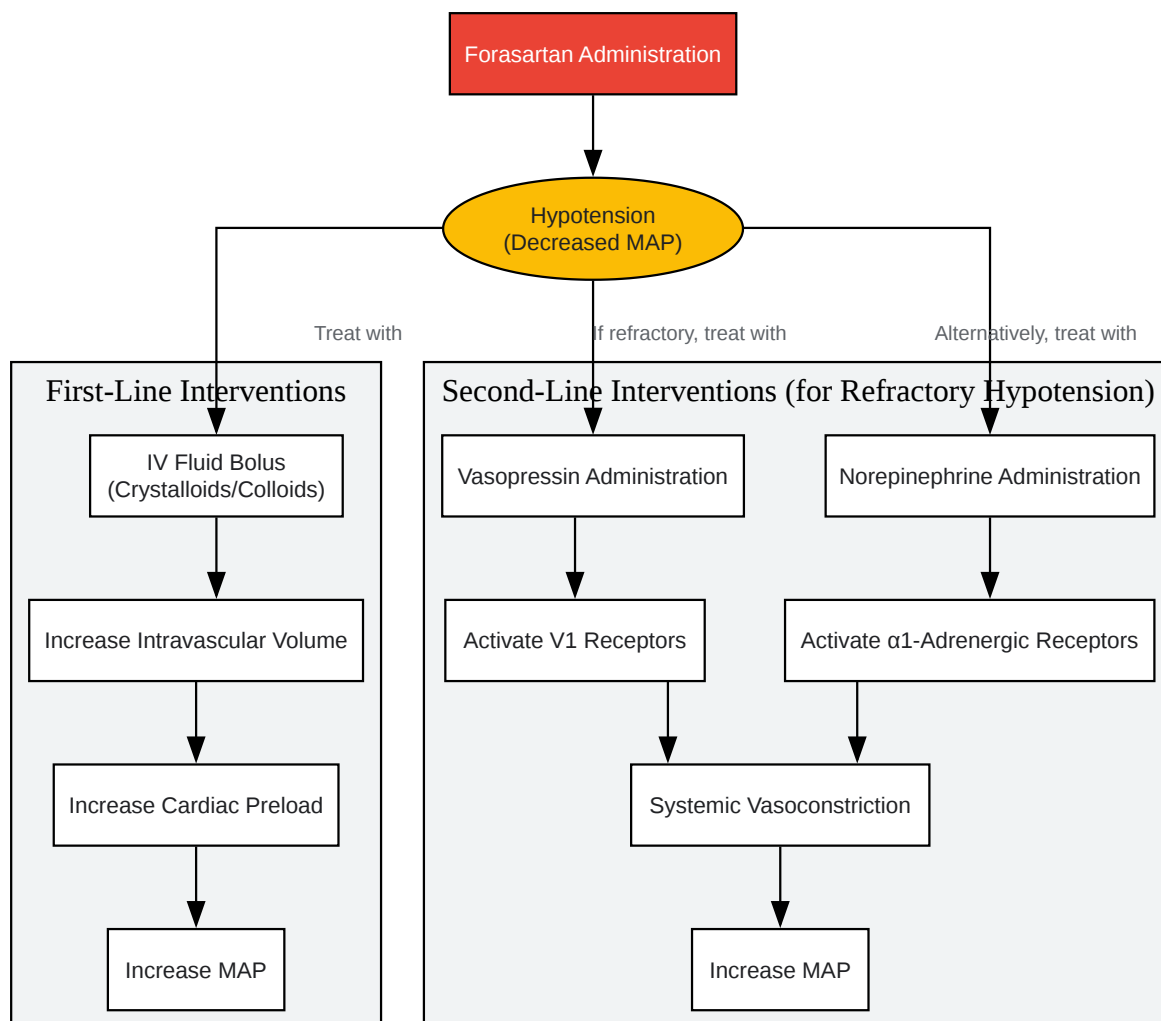 Forasartan Administration
Hypotension
(Decreased MAP)
Treat with
If refractory, treat with
Alternatively, treat with
First-Line Interventions
Second-Line Interventions (for Refractory Hypotension)
IV Fluid Bolus
(Crystalloids/Colloids)
Vasopressin Administration
Norepinephrine Administration
Increase Intravascular Volume
Activate V1 Receptors
Activate α1-Adrenergic Receptors
Increase Cardiac Preload
Systemic Vasoconstriction
Increase MAP
Increase MAP